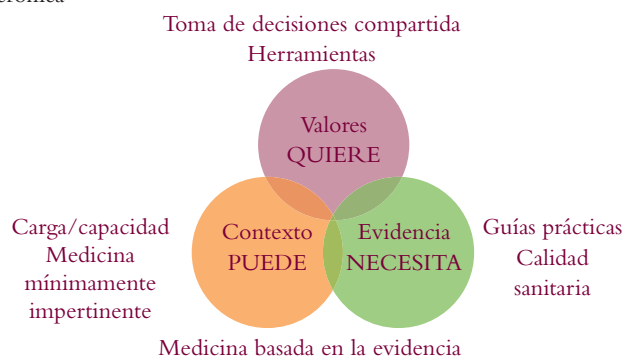 Toma de decisiones compartida
Herramientas
Valores
QUIERE
Carga/capacidad
Medicina
mínimamente
impertinente
Contexto
PUEDE
Evidencia
NECESITA
Guías prácticas
Calidad
sanitaria
Medicina basada en la evidencia